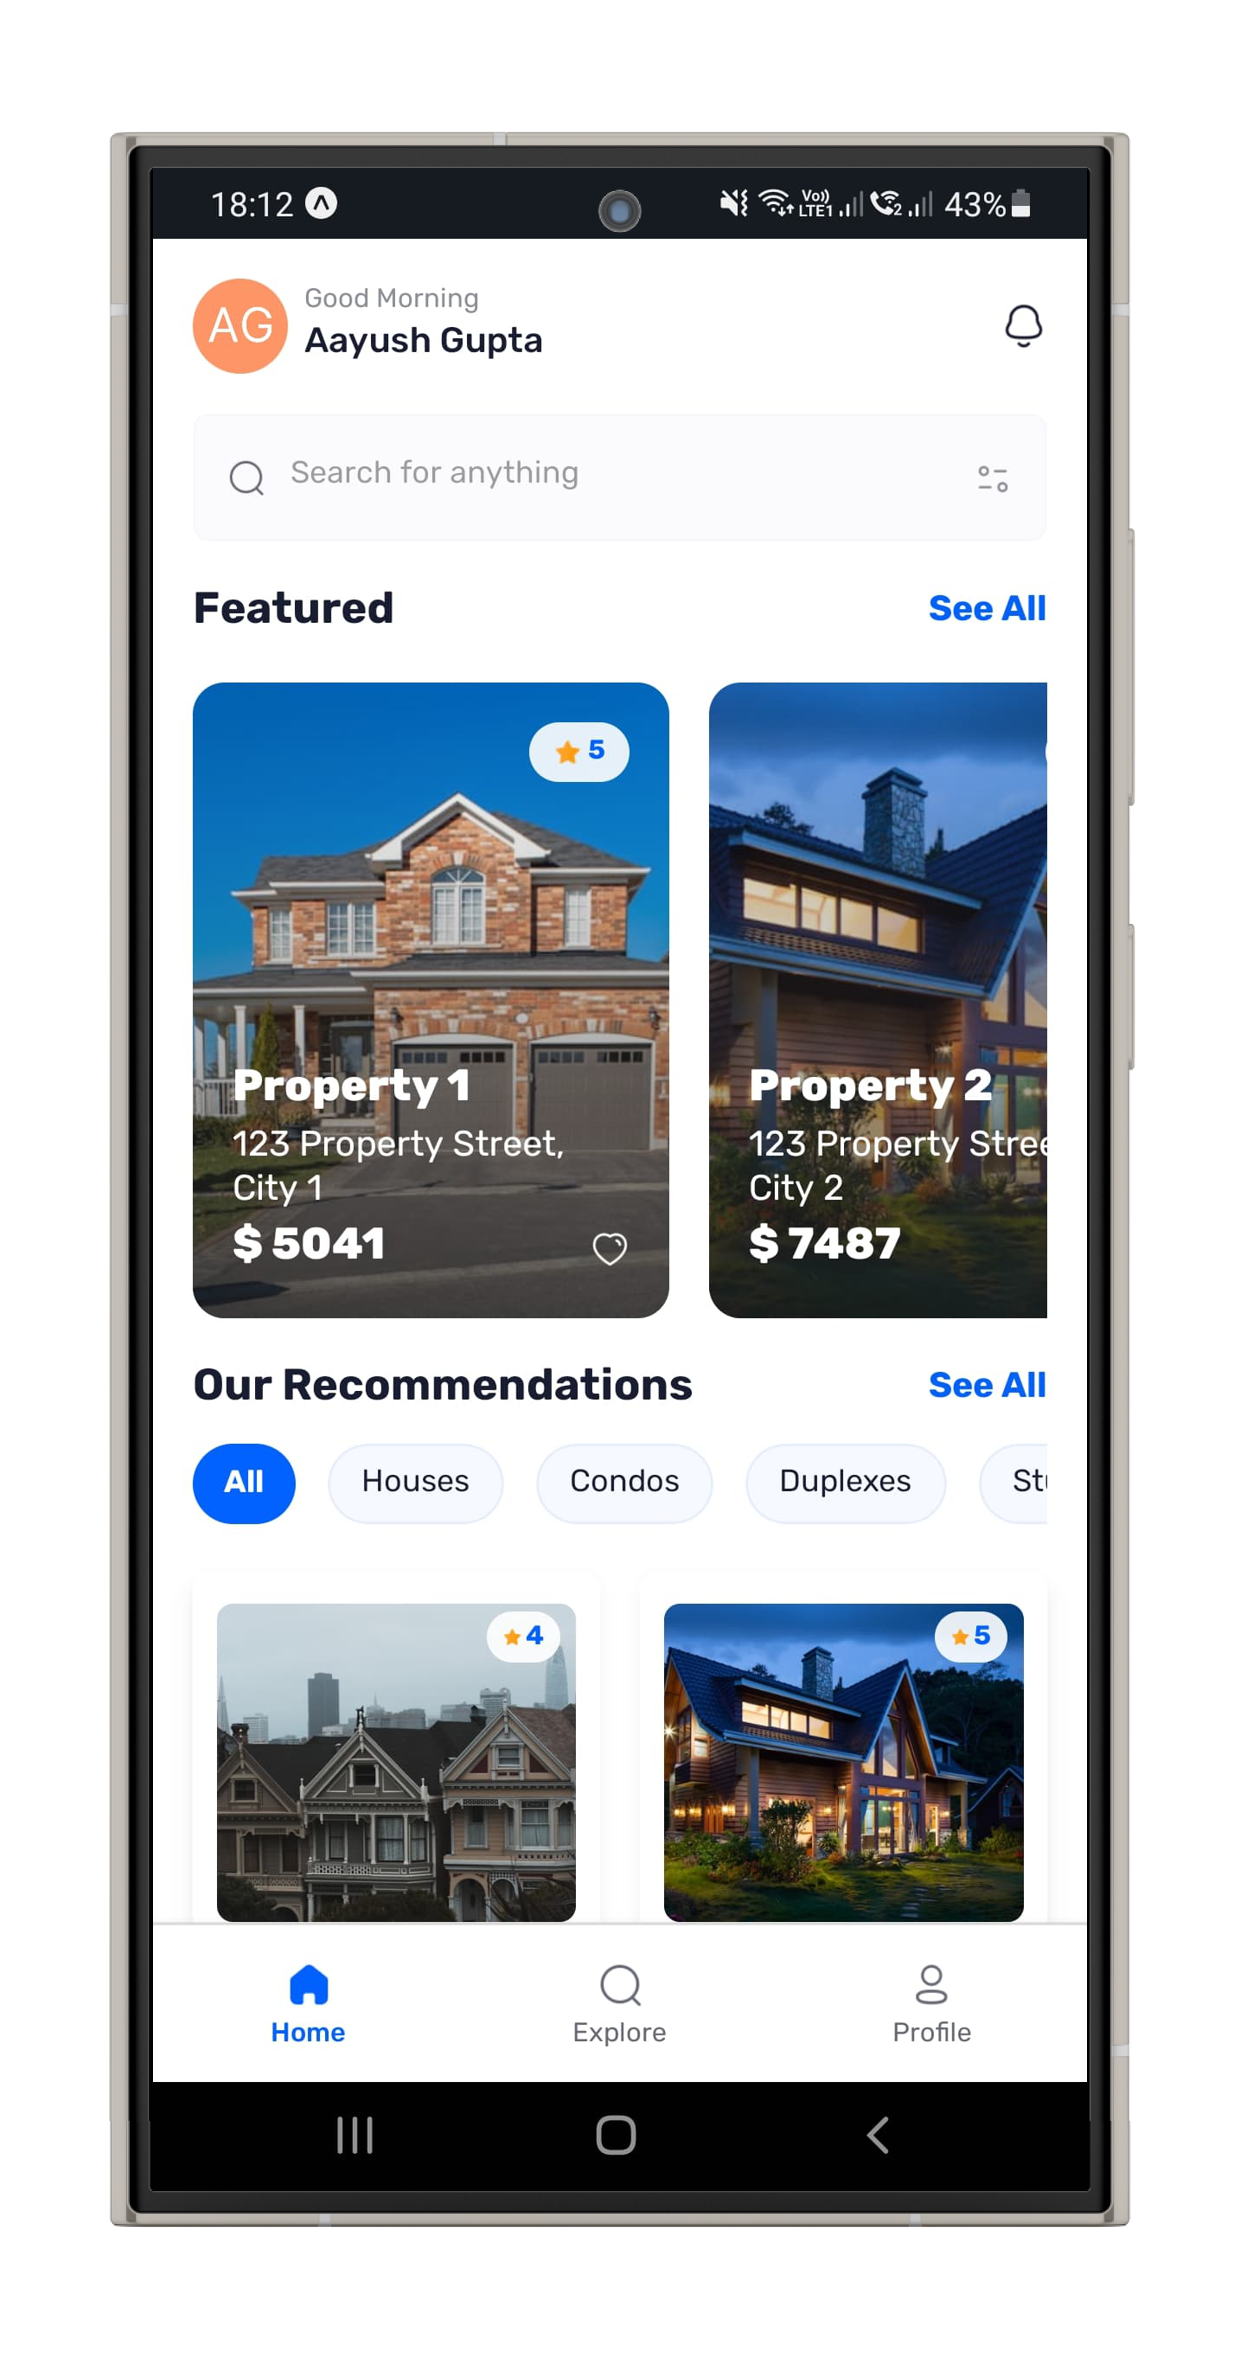 18:12
Vo))
LTE1
2
43%
AG
Good Morning
Aayush Gupta
Search for anything
Featured
See All
5
Property 1
123 Property Street,
City 1
$ 5041
Property 2
123 Property Stree
City 2
$ 7487
Our Recommendations
See All
All
Houses
Condos
Duplexes
St
4
5
Home
Explore
Profile